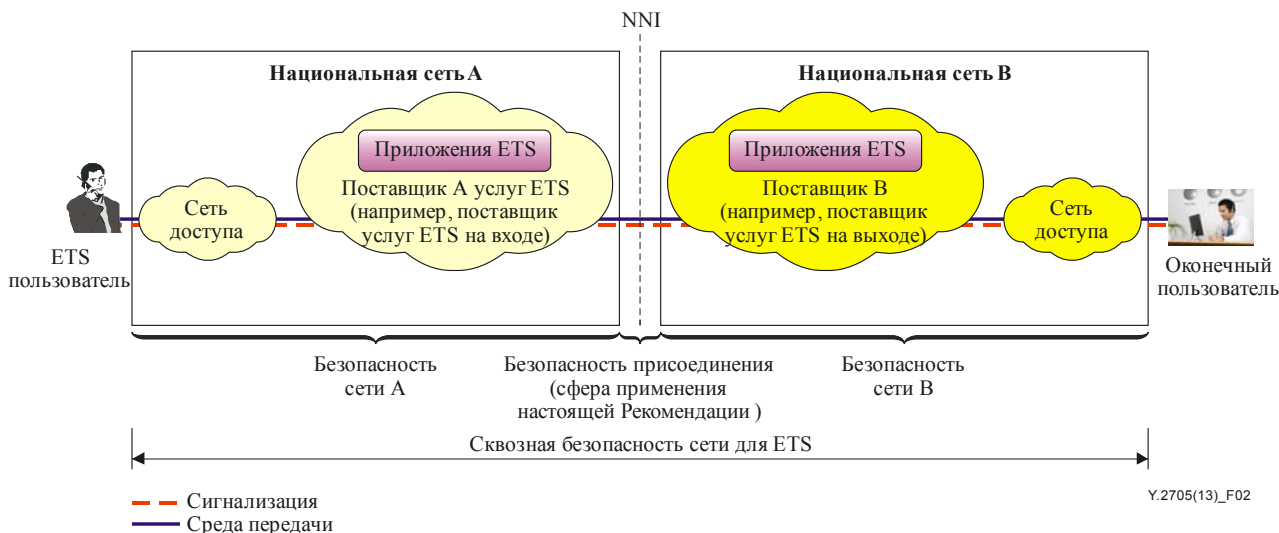 NNI
Национальная сеть A
Национальная сеть B
Приложения ETS
Поставщик A услуг ETS
(например, поставщик
услуг ETS на входе)
Приложения ETS
Поставщик B
(например, поставщик
услуг ETS на выходе)
Сеть
доступа
Сеть
доступа
ETS
пользователь
Оконечный
пользователь
Безопасность
сети A
Безопасность присоединения
(сфера применения
настоящей Рекомендации )
Безопасность
сети B
Сквозная безопасность сети для ETS
Сигнализация
Среда передачи
Y.2705(13)_F02